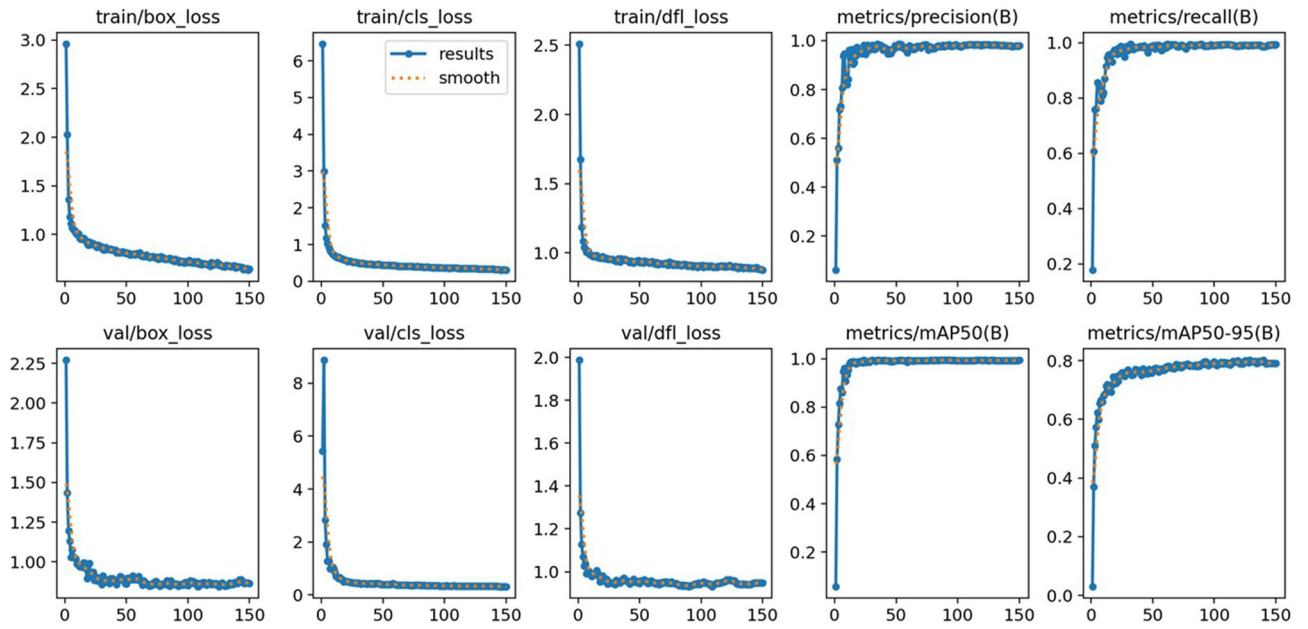 train/box_loss
train/cls_loss
train/dfl_loss
metrics/precision(B)
metrics/recall(B)
3.0
2.5
2.0
1.5
1.0
0 50 100 150
6
5
4
3
2
1
0
results
smooth
0 50 100 150
2.5
2.0
1.5
1.0
0 50 100 150
1.0
0.8
0.6
0.4
0.2
0 50 100 150
1.0
0.8
0.6
0.4
0.2
0 50 100 150
val/box_loss
val/cls_loss
val/dfl_loss
metrics/mAP50(B)
metrics/mAP50-95(B)
2.25
2.00
1.75
1.50
1.25
1.00
0 50 100 150
8
6
4
2
0
0 50 100 150
2.0
1.8
1.6
1.4
1.2
1.0
0 50 100 150
1.0
0.8
0.6
0.4
0.2
0 50 100 150
0.8
0.6
0.4
0.2
0.0
0 50 100 150